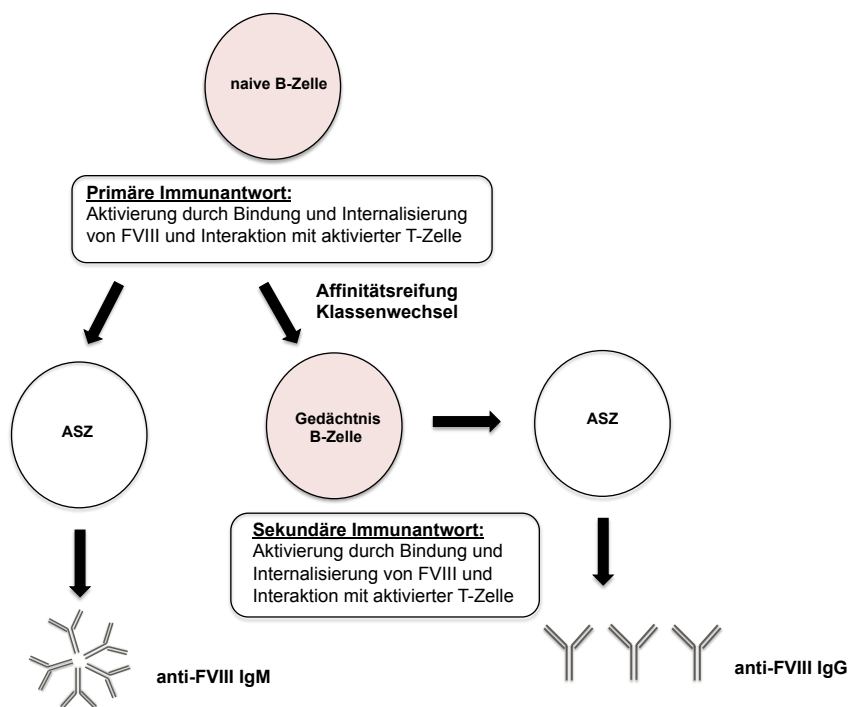 naive B-Zelle
Primäre Immunantwort:
Aktivierung durch Bindung und Internalisierung
von FVIII und Interaktion mit aktivierter T-Zelle
Affinitätsreifung
Klassenwechsel
ASZ
Gedächtnis
B-Zelle
ASZ
Sekundäre Immunantwort:
Aktivierung durch Bindung und
Internalisierung von FVIII und
Interaktion mit aktivierter T-Zelle
anti-FVIII IgM
anti-FVIII IgG